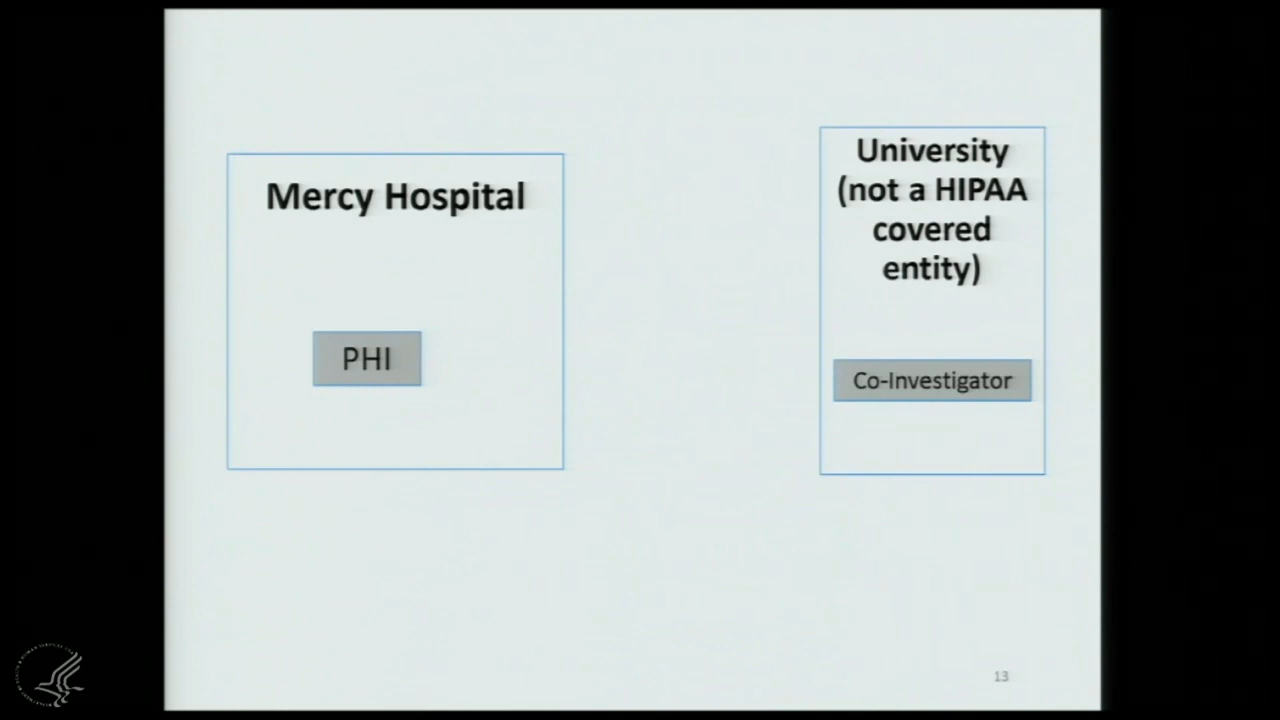 Mercy Hospital
PHI
University
(not a HIPAA
covered
entity)
Co-Investigator
13